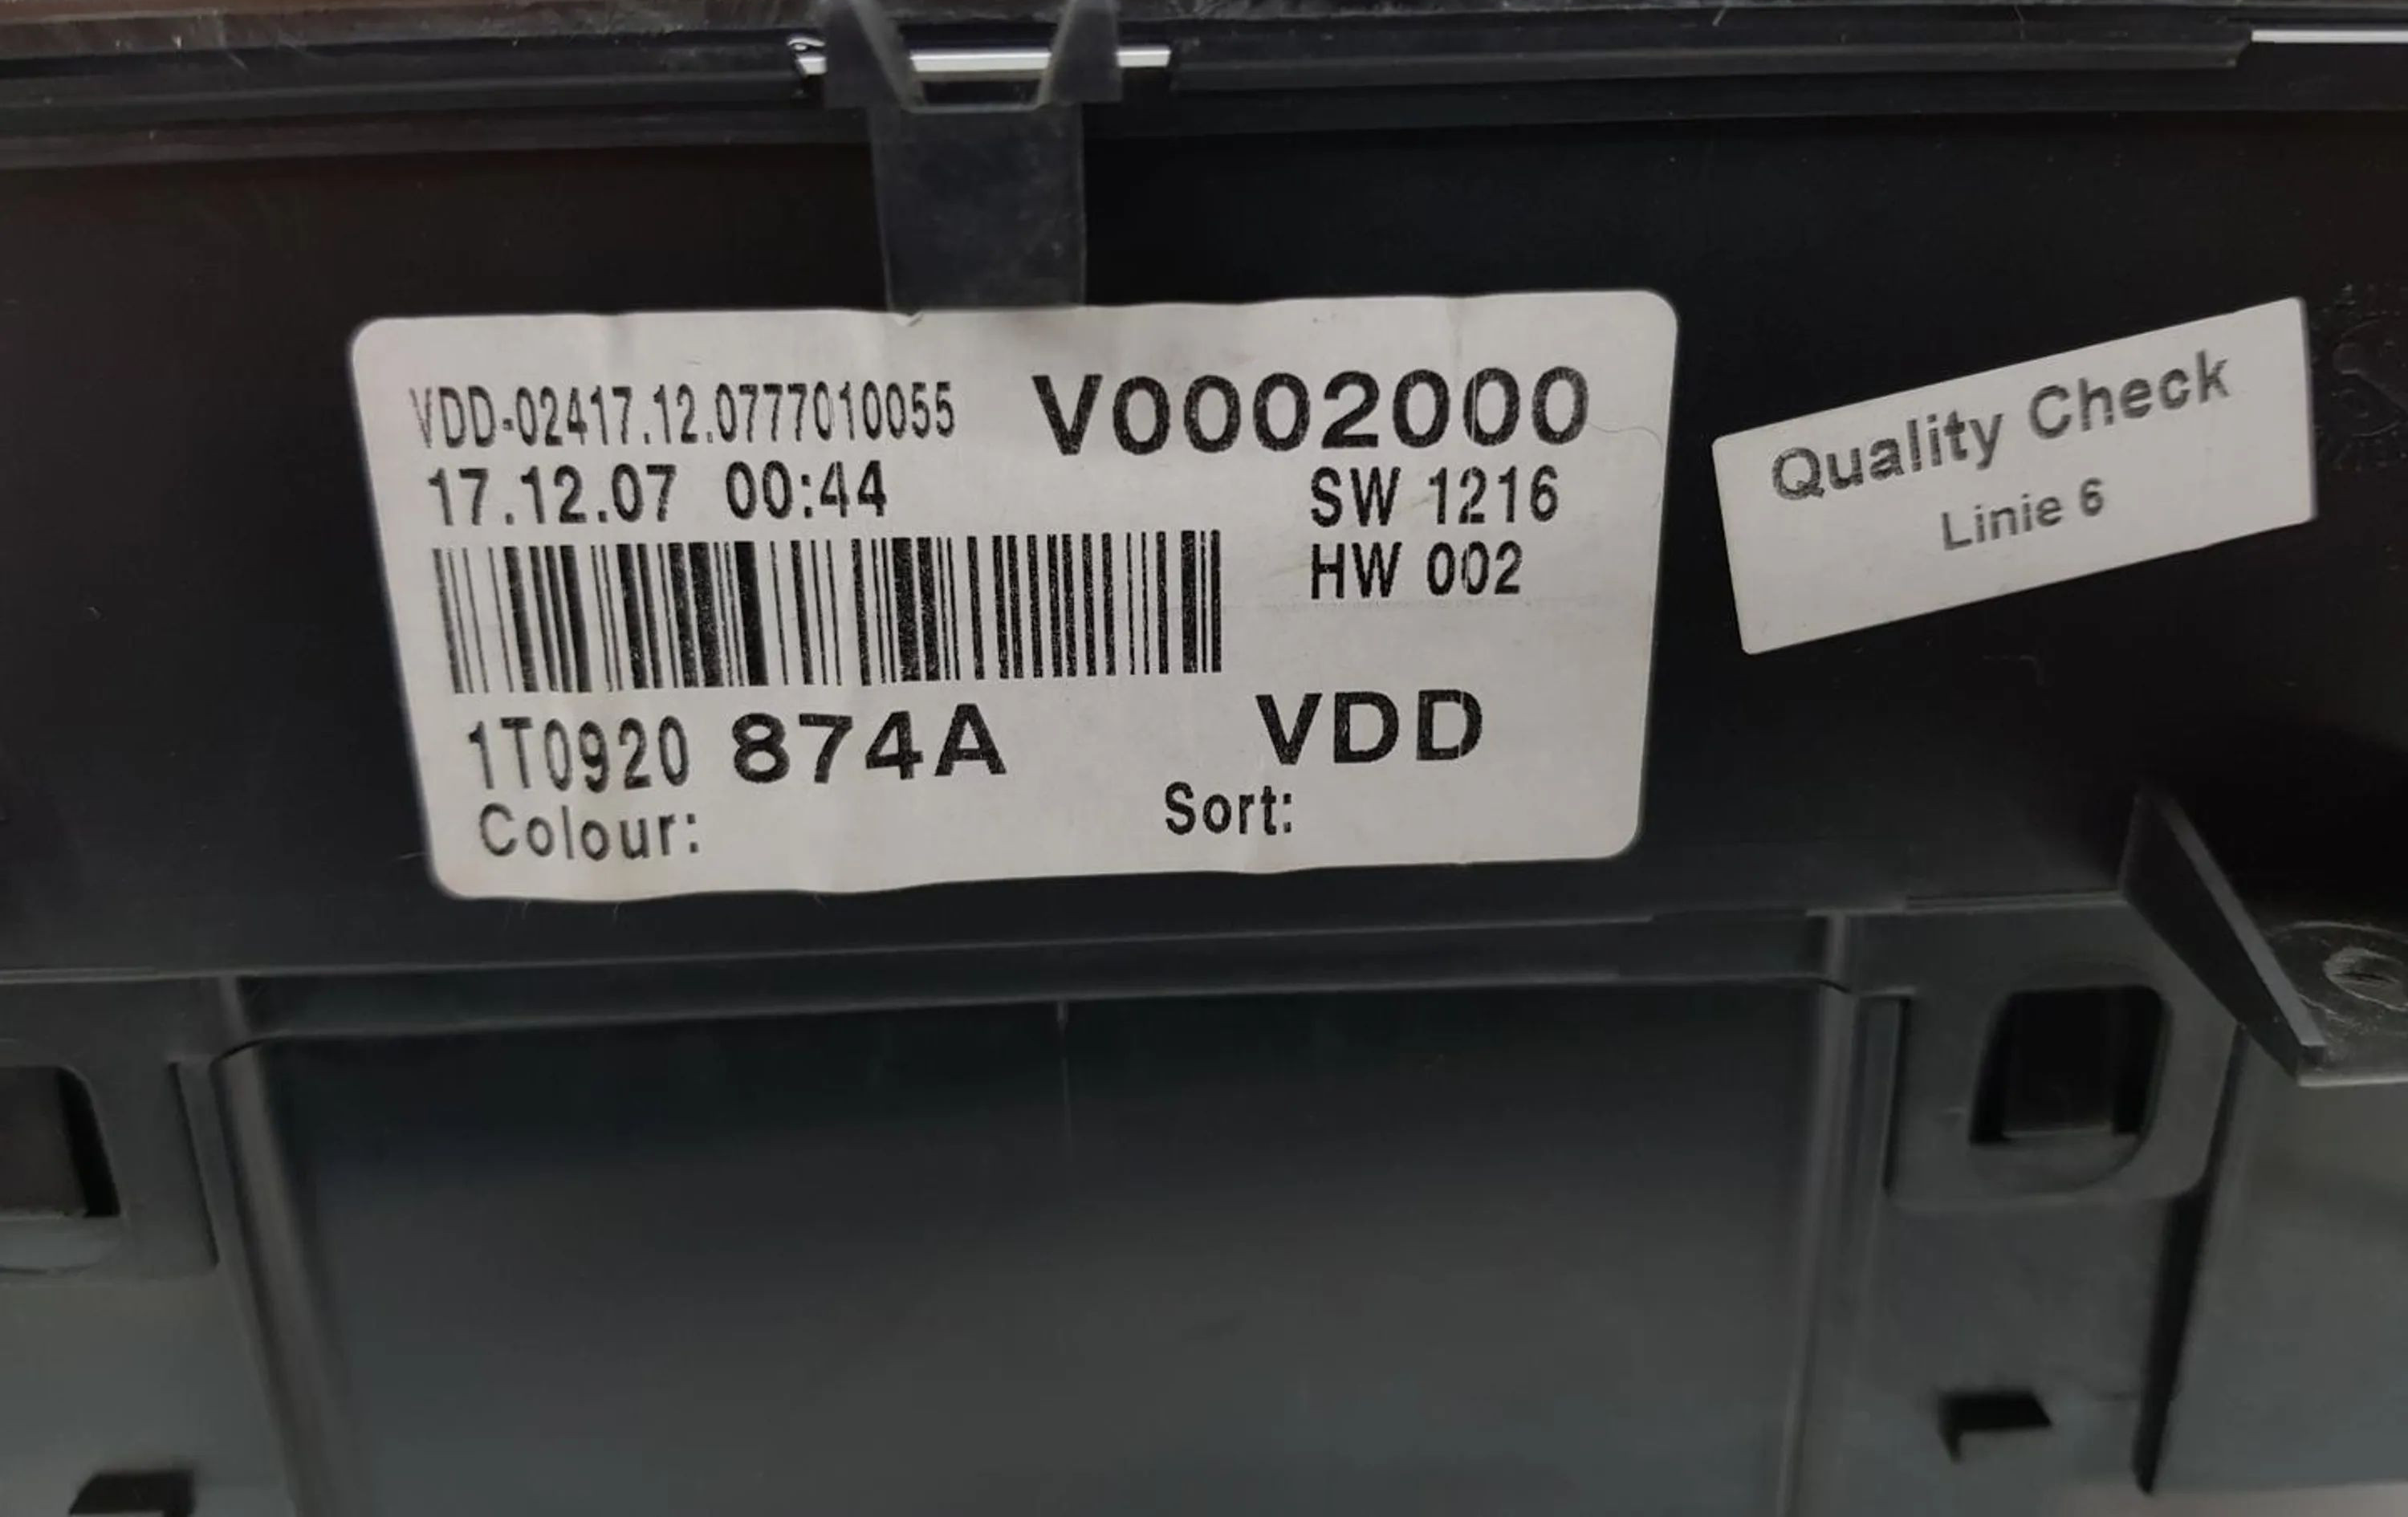 VDD-02417.12.0777010055 V0002000
17.12.07 00:44 SW 1216
HW 002
1T0920 874A VDD
Colour: Sort:
Quality Check
Linie 6